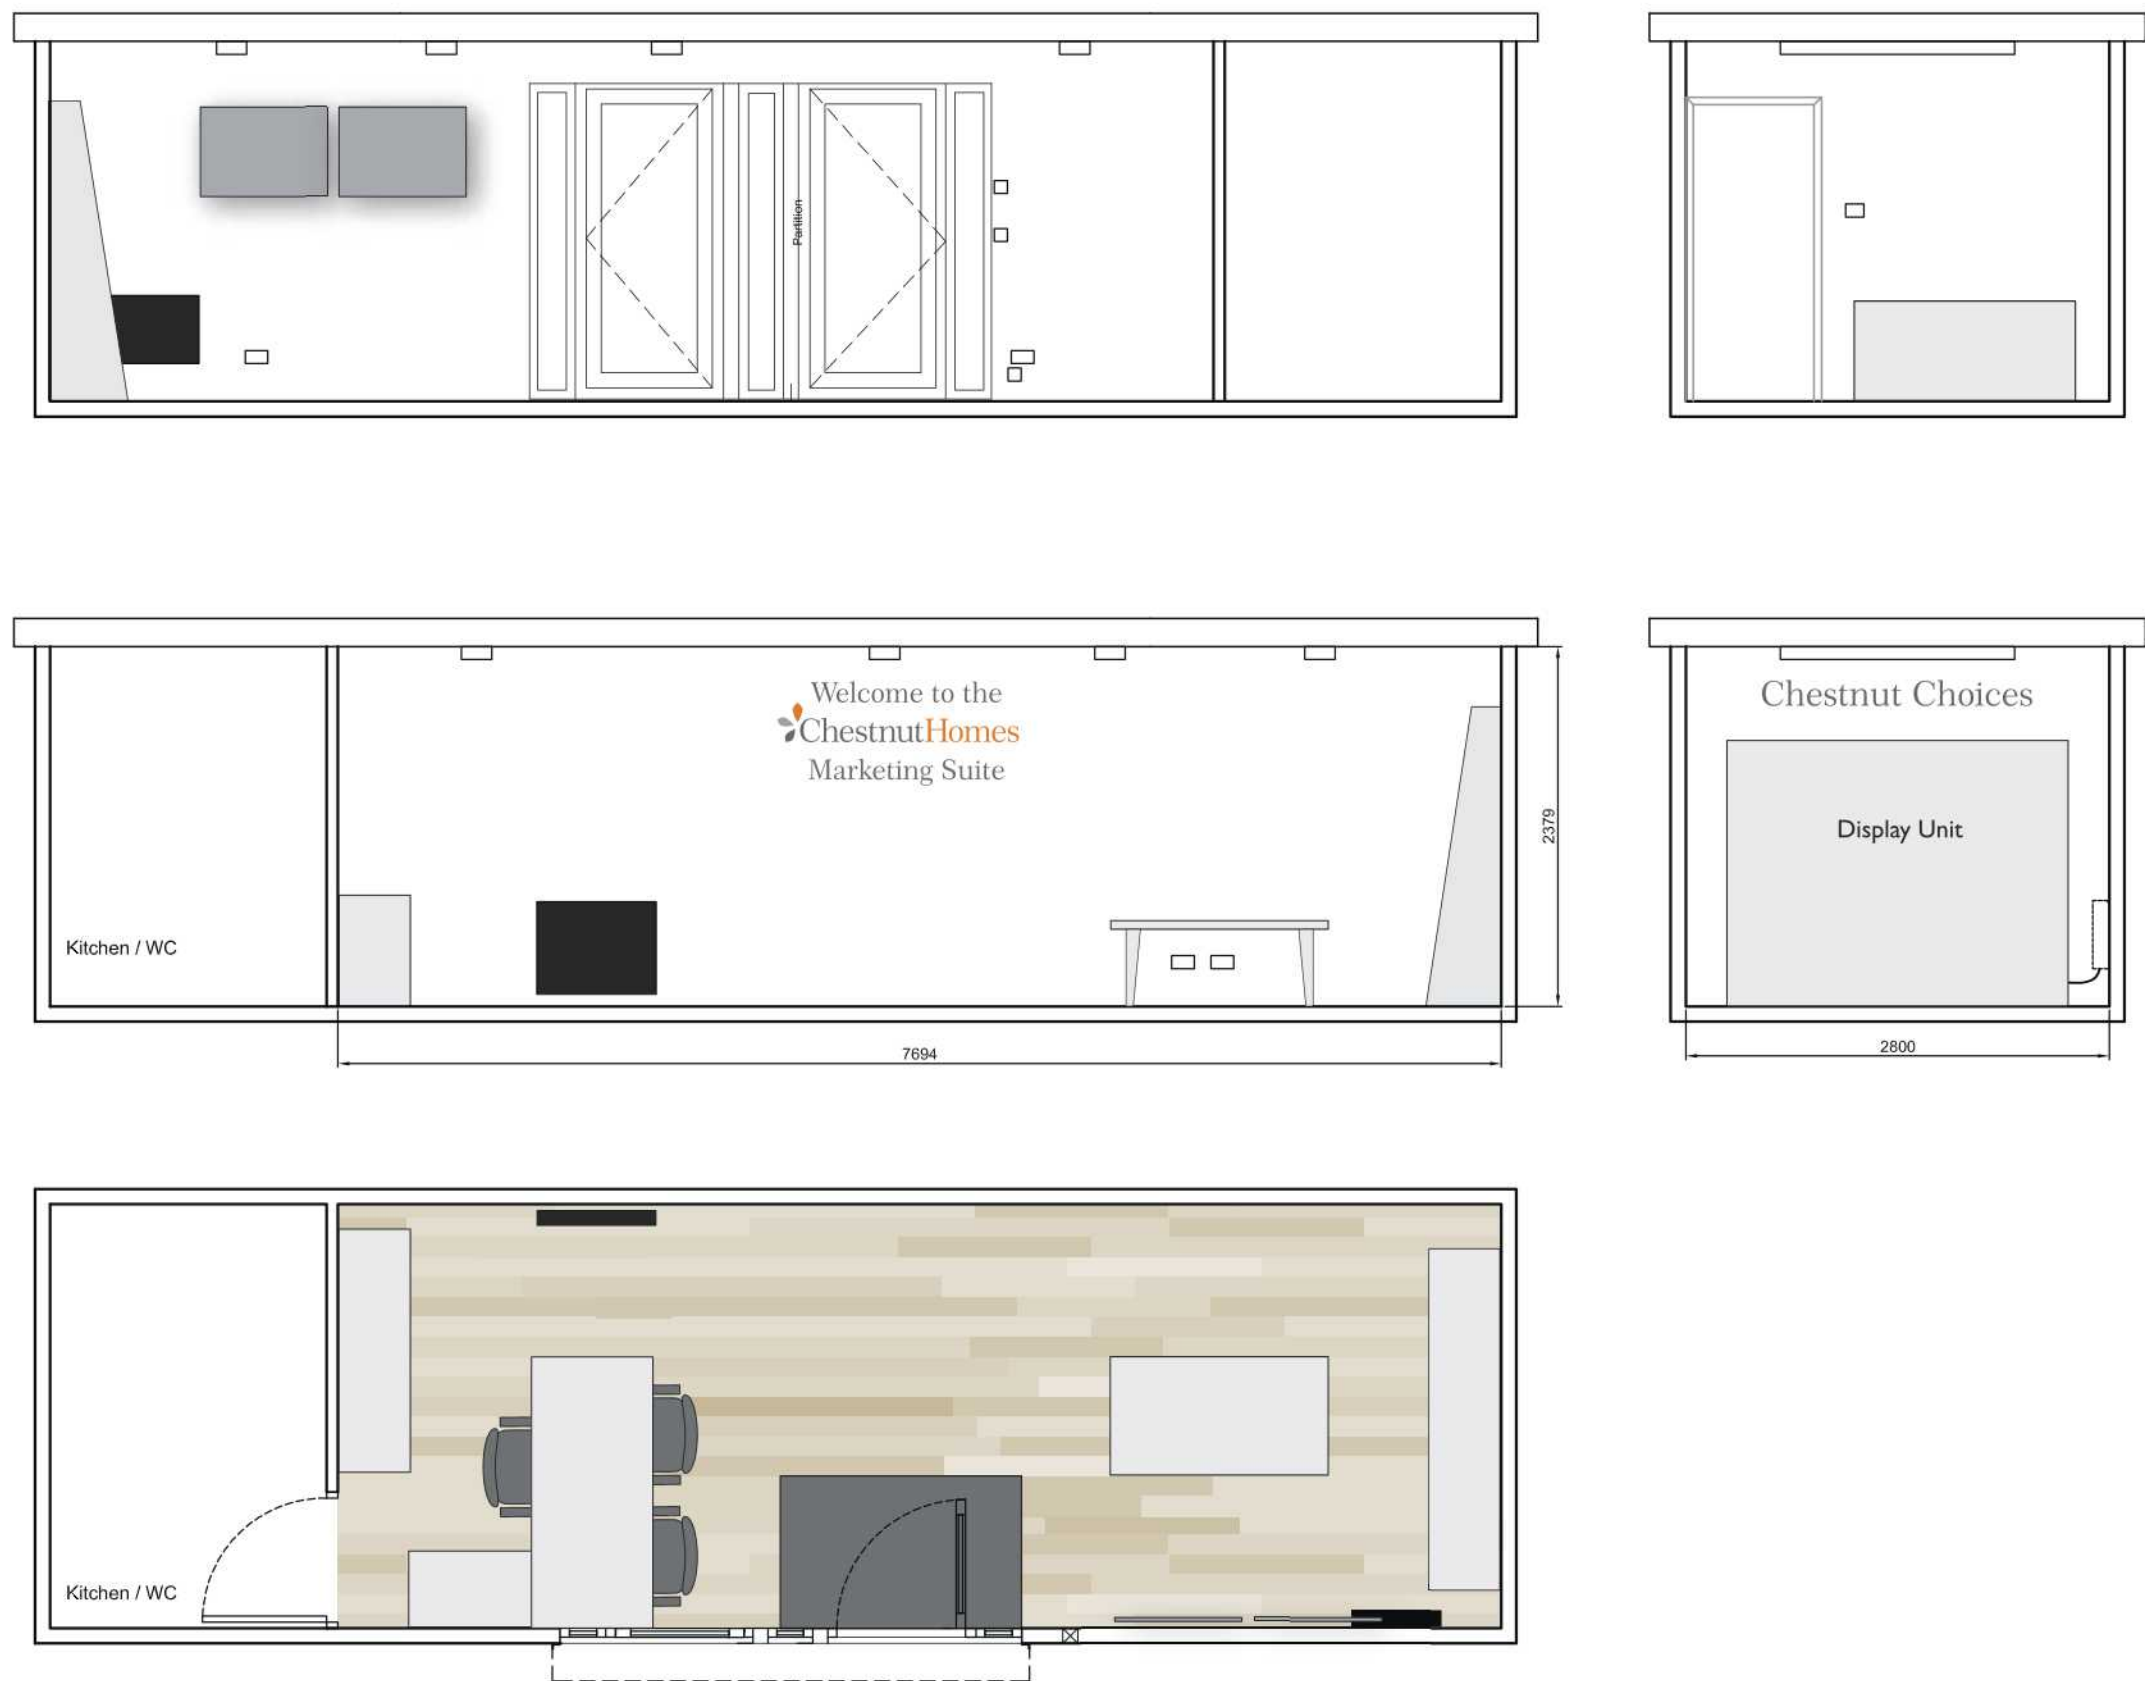 Partition
Welcome to the
ChestnutHomes
Marketing Suite
Chestnut Choices
Display Unit
2379
Kitchen / WC
7694
2800
Kitchen / WC